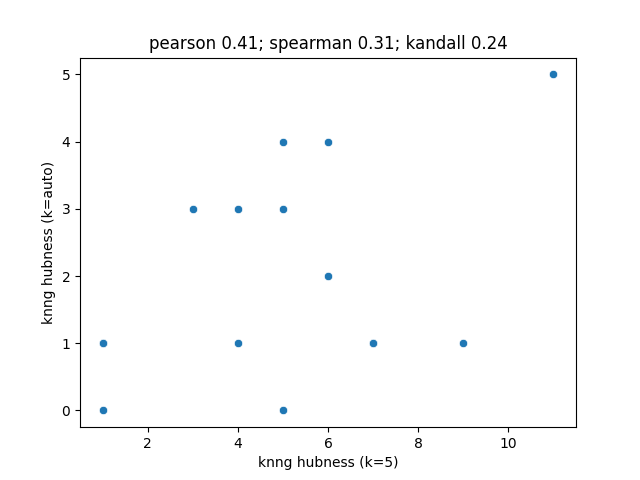 pearson 0.41; spearman 0.31; kandall 0.24
5
4
3
2
1
0
knng hubness (k=auto)
2 4 6 8 10
knng hubness (k=5)